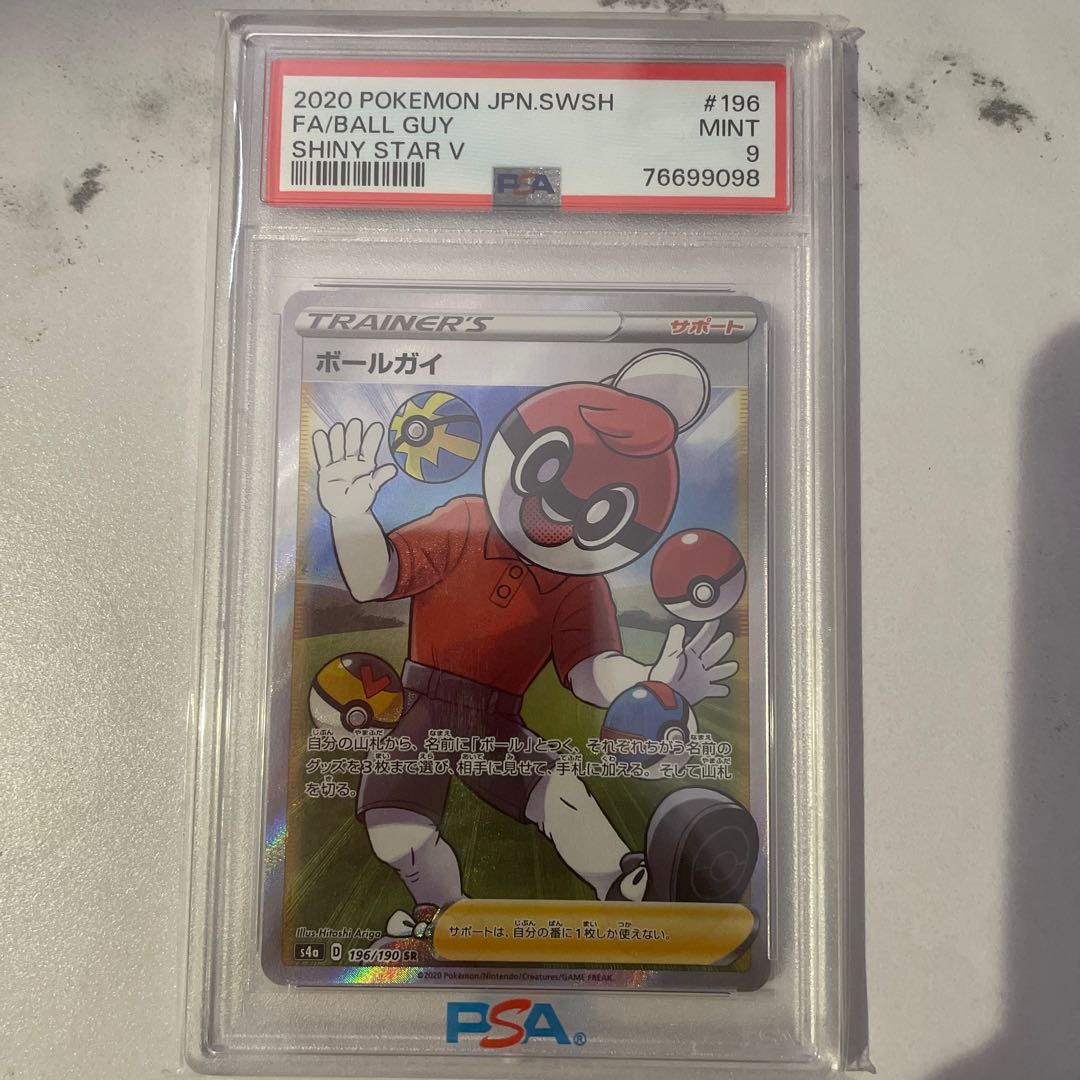 2020 POKEMON JPN.SWSH #196
FA/BALL GUY MINT
SHINY STAR V 9
PSA 76699098
TRAINER'S サポート
ボールガイ
自分の山札から、名前に「ボール」とつく、それぞれちがう名前の
グッズを3枚まで選び、相手に見せて、手札に加える。そして山札
を切る。
Illus.Hitoshi Ariga
サポートは、自分の番に1枚しか使えない。
s4a D 196/190 SR
©2020 Pokémon/Nintendo/Creatures/GAME FREAK
PSA®